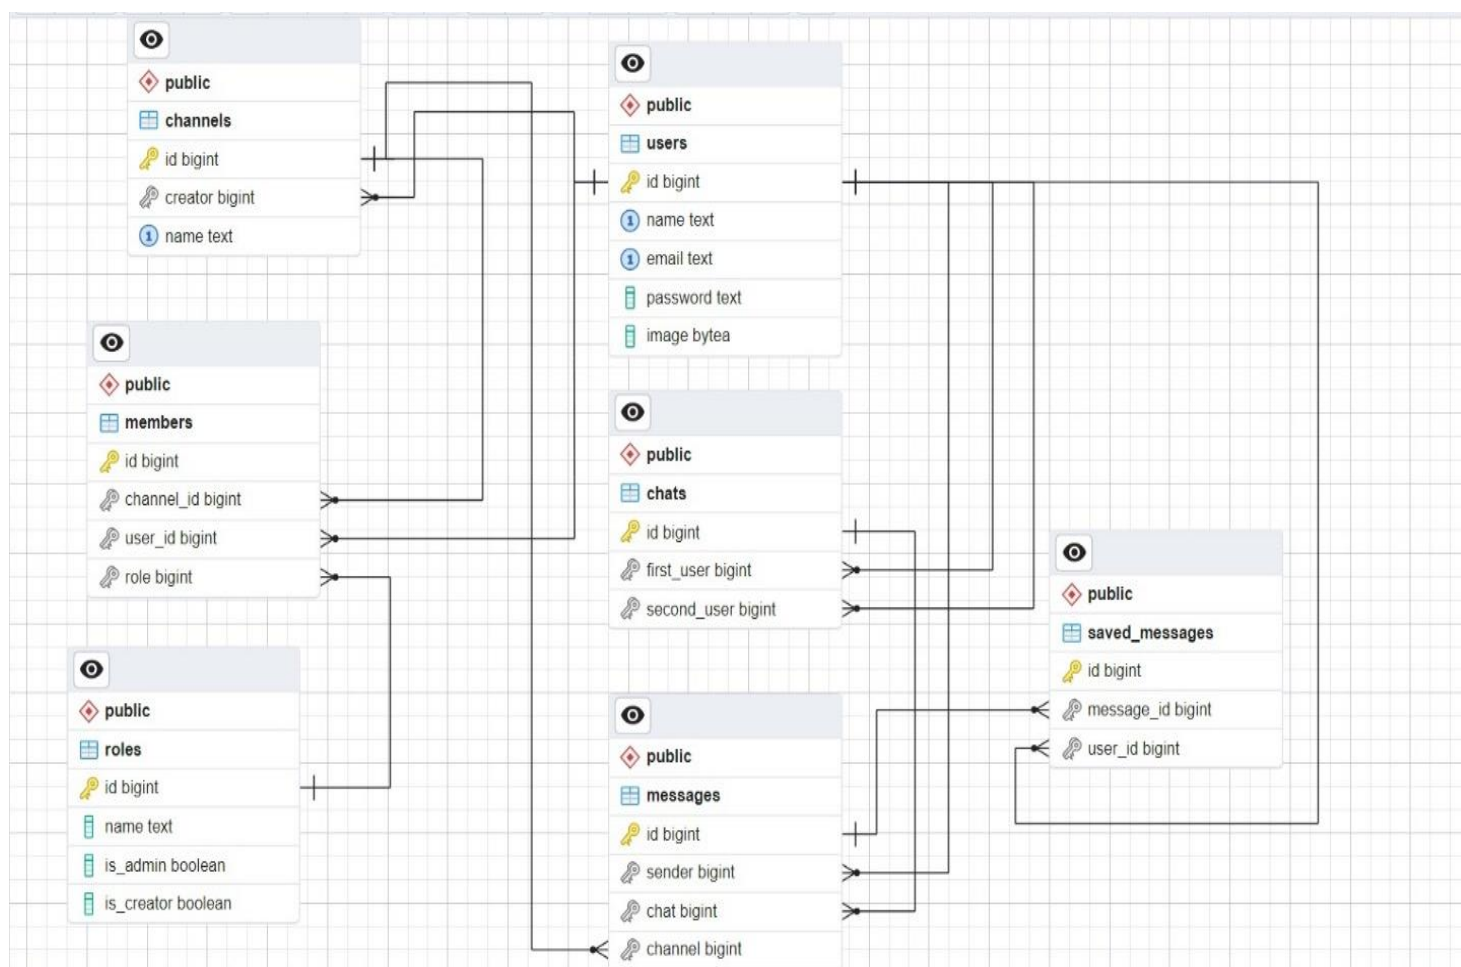 public
channels
id bigint
creator bigint
name text
public
users
id bigint
name text
email text
password text
image bytea
public
members
id bigint
channel_id bigint
user_id bigint
role bigint
public
chats
id bigint
first_user bigint
second_user bigint
public
saved_messages
id bigint
message_id bigint
user_id bigint
public
roles
id bigint
name text
is_admin boolean
is_creator boolean
public
messages
id bigint
sender bigint
chat bigint
channel bigint